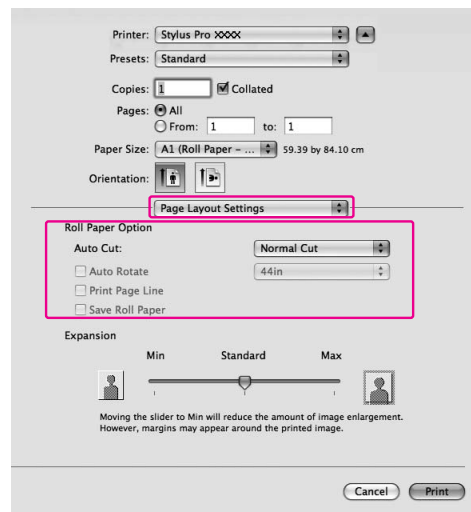 Printer: Stylus Pro XXXX
Presets: Standard
Copies: 1 Collated
Pages: All
From: 1 to: 1
Paper Size: A1 (Roll Paper – ... 59.39 by 84.10 cm
Orientation:
Page Layout Settings
Roll Paper Option
Auto Cut: Normal Cut
Auto Rotate 44in
Print Page Line
Save Roll Paper
Expansion
Min Standard Max
Moving the slider to Min will reduce the amount of image enlargement.
However, margins may appear around the printed image.
Cancel Print